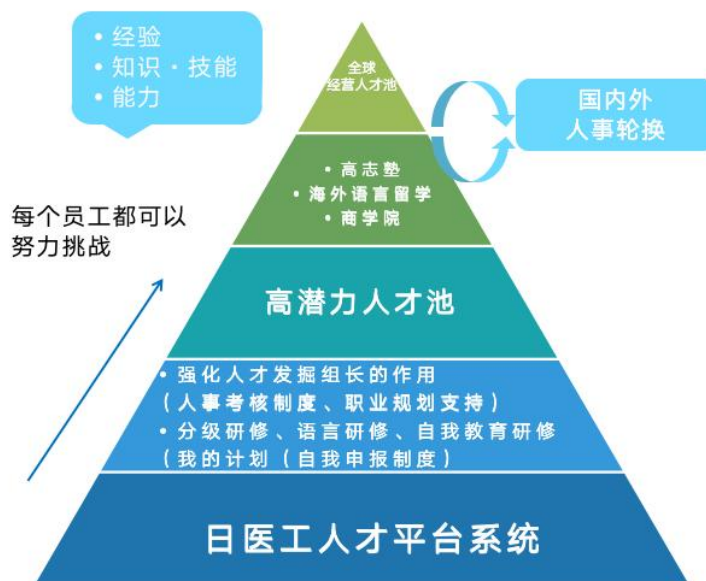 • 经验
• 知识·技能
• 能力
全球
经营人才池
国内外
人事轮换
• 高志塾
• 海外语言留学
• 商学院
每个员工都可以
努力挑战
高潜力人才池
• 强化人才发掘组长的作用
(人事考核制度、职业规划支持)
• 分级研修、语言研修、自我教育研修
(我的计划(自我申报制度)
日医工人才平台系统